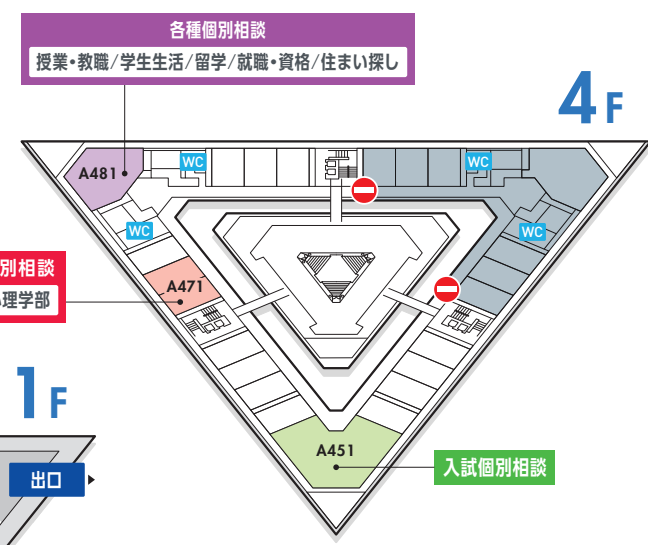 各種個別相談
授業・教職/学生生活/留学/就職・資格/住まい探し
4F
WC
WC
A481
WC
WC
別相談
理学部
A471
1F
A451
入試個別相談
出口